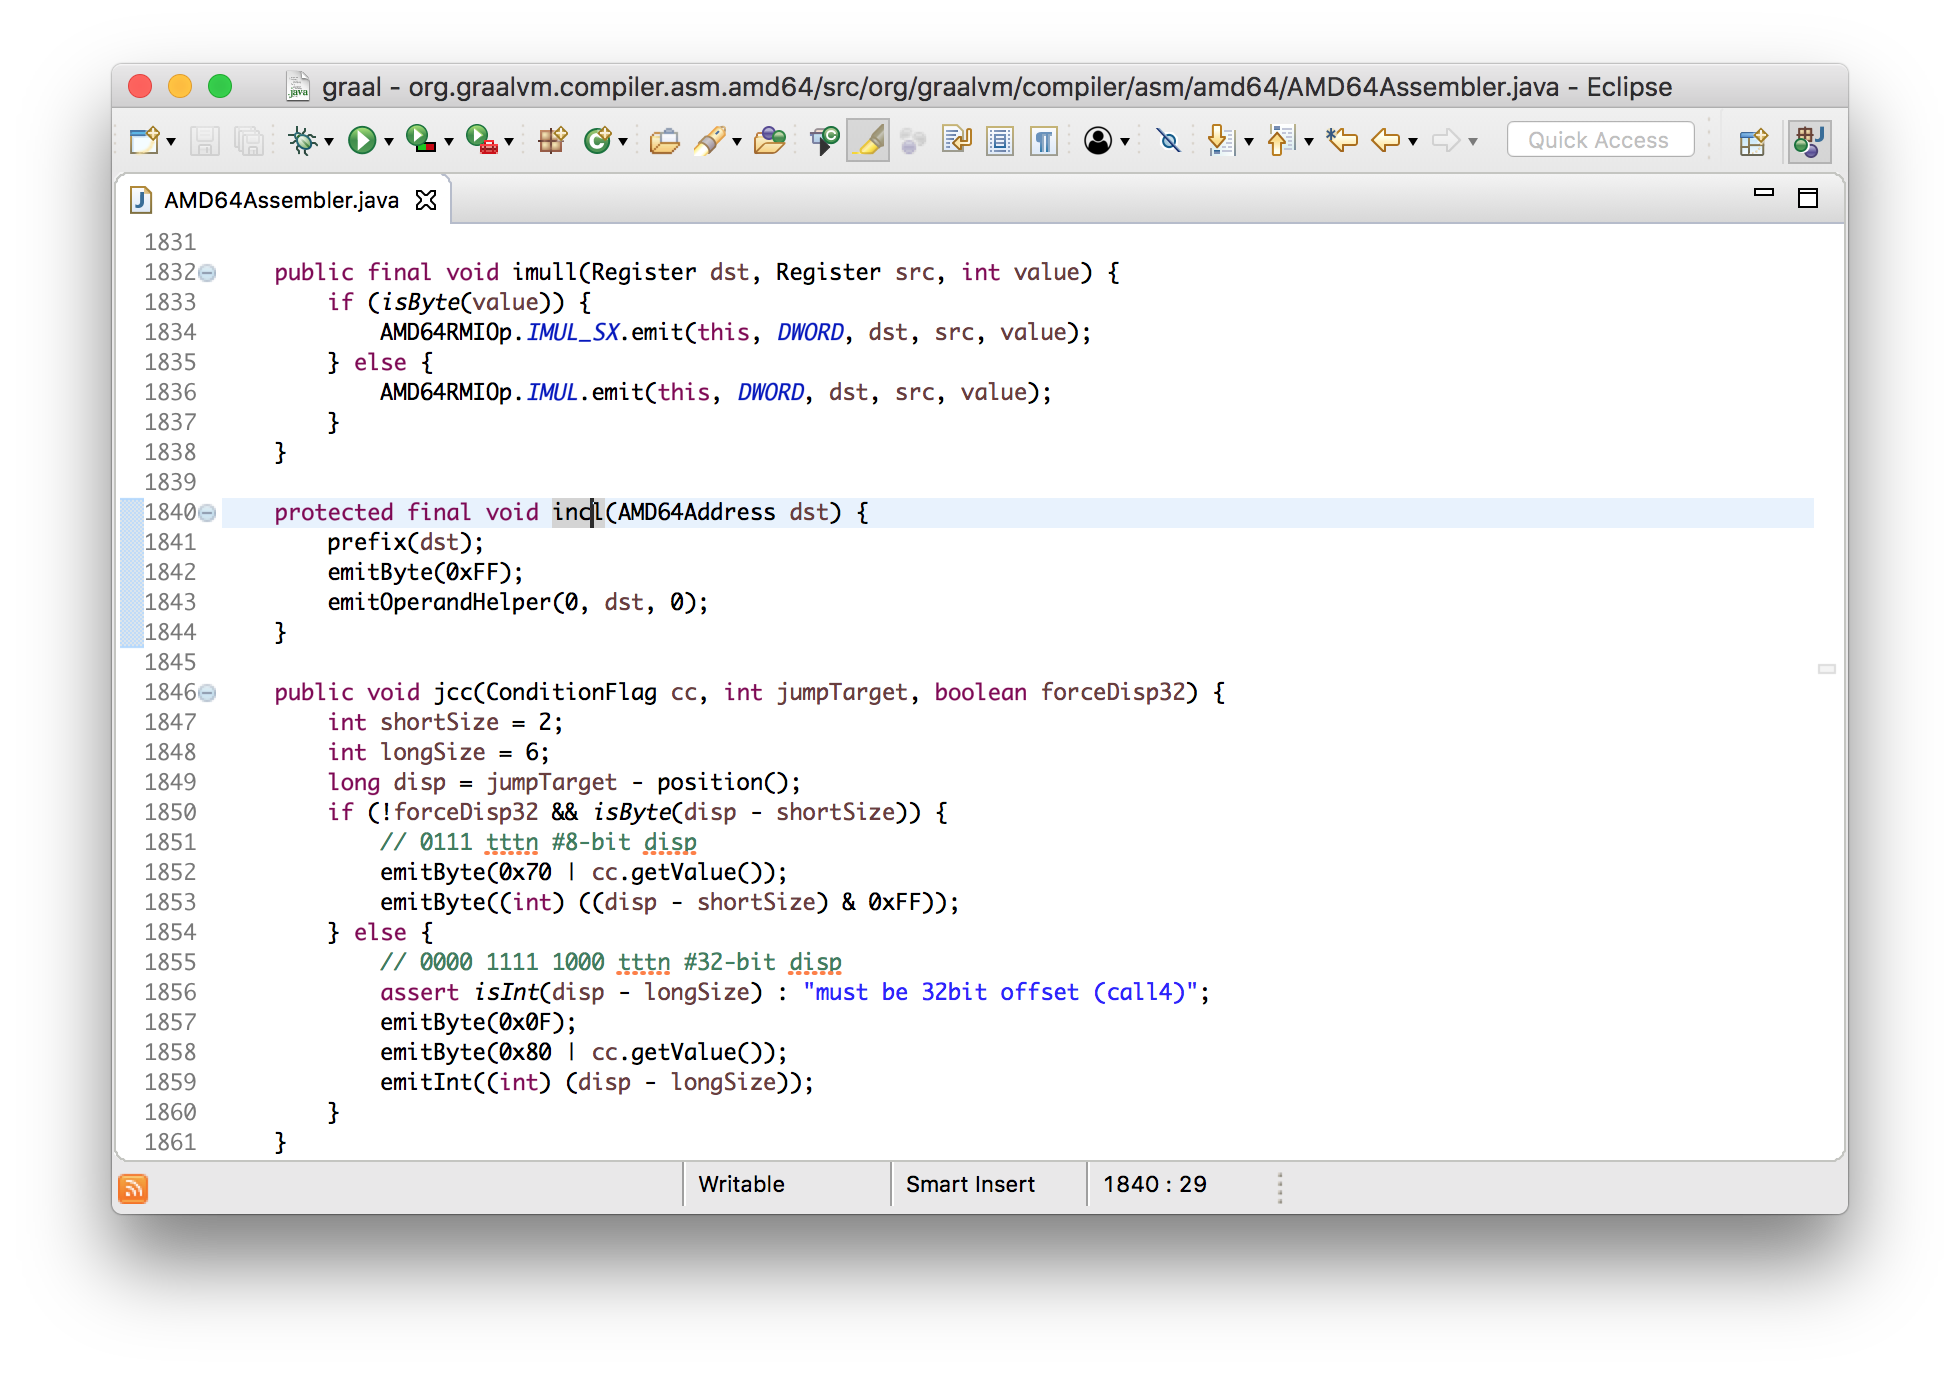 graal - org.graalvm.compiler.asm.amd64/src/org/graalvm/compiler/asm/amd64/AMD64Assembler.java - Eclipse
Quick Access
AMD64Assembler.java
1831
1832 public final void imull(Register dst, Register src, int value) {
1833 if (isByte(value)) {
1834 AMD64RMIOp.IMUL_SX.emit(this, DWORD, dst, src, value);
1835 } else {
1836 AMD64RMIOp.IMUL.emit(this, DWORD, dst, src, value);
1837 }
1838 }
1839
1840 protected final void incl(AMD64Address dst) {
1841 prefix(dst);
1842 emitByte(0xFF);
1843 emitOperandHelper(0, dst, 0);
1844 }
1845
1846 public void jcc(ConditionFlag cc, int jumpTarget, boolean forceDisp32) {
1847 int shortSize = 2;
1848 int longSize = 6;
1849 long disp = jumpTarget - position();
1850 if (!forceDisp32 && isByte(disp - shortSize)) {
1851 // 0111 tttn #8-bit disp
1852 emitByte(0x70 | cc.getValue());
1853 emitByte((int) ((disp - shortSize) & 0xFF));
1854 } else {
1855 // 0000 1111 1000 tttn #32-bit disp
1856 assert isInt(disp - longSize) : "must be 32bit offset (call4)";
1857 emitByte(0x0F);
1858 emitByte(0x80 | cc.getValue());
1859 emitInt((int) (disp - longSize));
1860 }
1861 }
Writable Smart Insert 1840 : 29